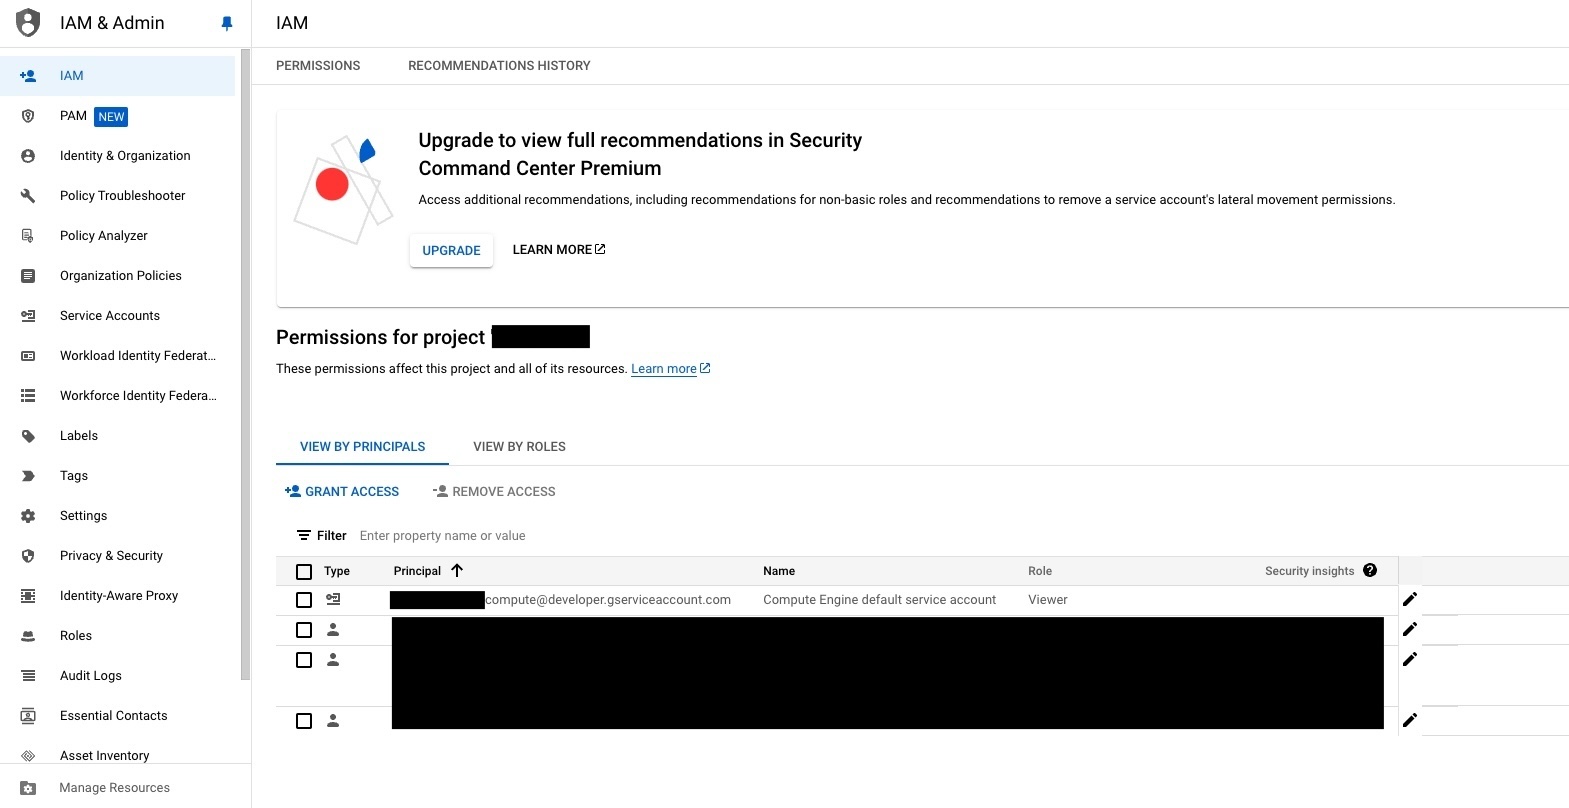 IAM & Admin
IAM
PAM NEW
Identity & Organization
Policy Troubleshooter
Policy Analyzer
Organization Policies
Service Accounts
Workload Identity Federat...
Workforce Identity Federa...
Labels
Tags
Settings
Privacy & Security
Identity-Aware Proxy
Roles
Audit Logs
Essential Contacts
Asset Inventory
Manage Resources
IAM
PERMISSIONS RECOMMENDATIONS HISTORY
Upgrade to view full recommendations in Security
Command Center Premium
Access additional recommendations, including recommendations for non-basic roles and recommendations to remove a service account's lateral movement permissions.
UPGRADE LEARN MORE
Permissions for project
These permissions affect this project and all of its resources. Learn more
VIEW BY PRINCIPALS VIEW BY ROLES
GRANT ACCESS REMOVE ACCESS
Filter Enter property name or value
Type Principal Name Role Security insights ?
compute@developer.gserviceaccount.com Compute Engine default service account Viewer